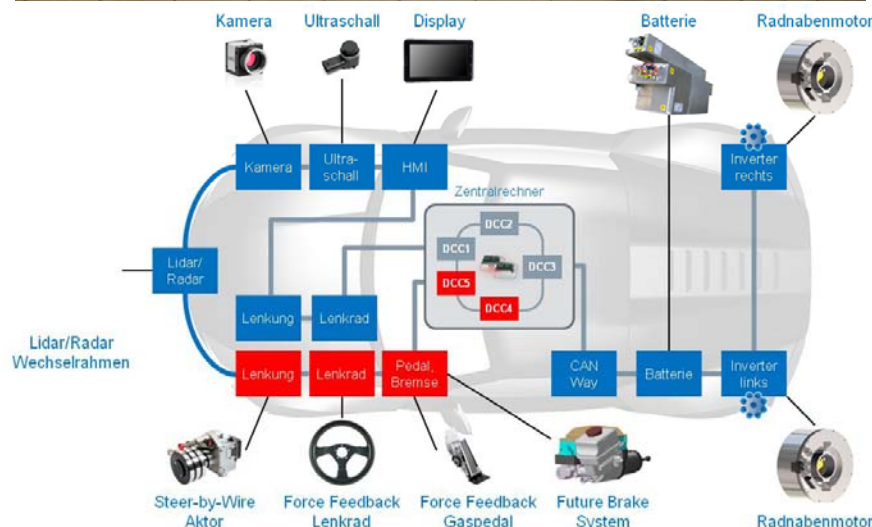 Kamera
Ultraschall
Display
Batterie
Radnabenmotor
Kamera
Ultra-
schall
HMI
Inverter
rechts
Zentralrechner
DCC2
DCC1
DCC3
DCC5
DCC4
Lidar/
Radar
Lenkung
Lenkrad
Lidar/Radar
Wechselrahmen
Lenkung
Lenkrad
Pedal,
Bremse
CAN
Way
Batterie
Inverter
links
Steer-by-Wire
Aktor
Force Feedback
Lenkrad
Force Feedback
Gaspedal
Future Brake
System
Radnabenmotor